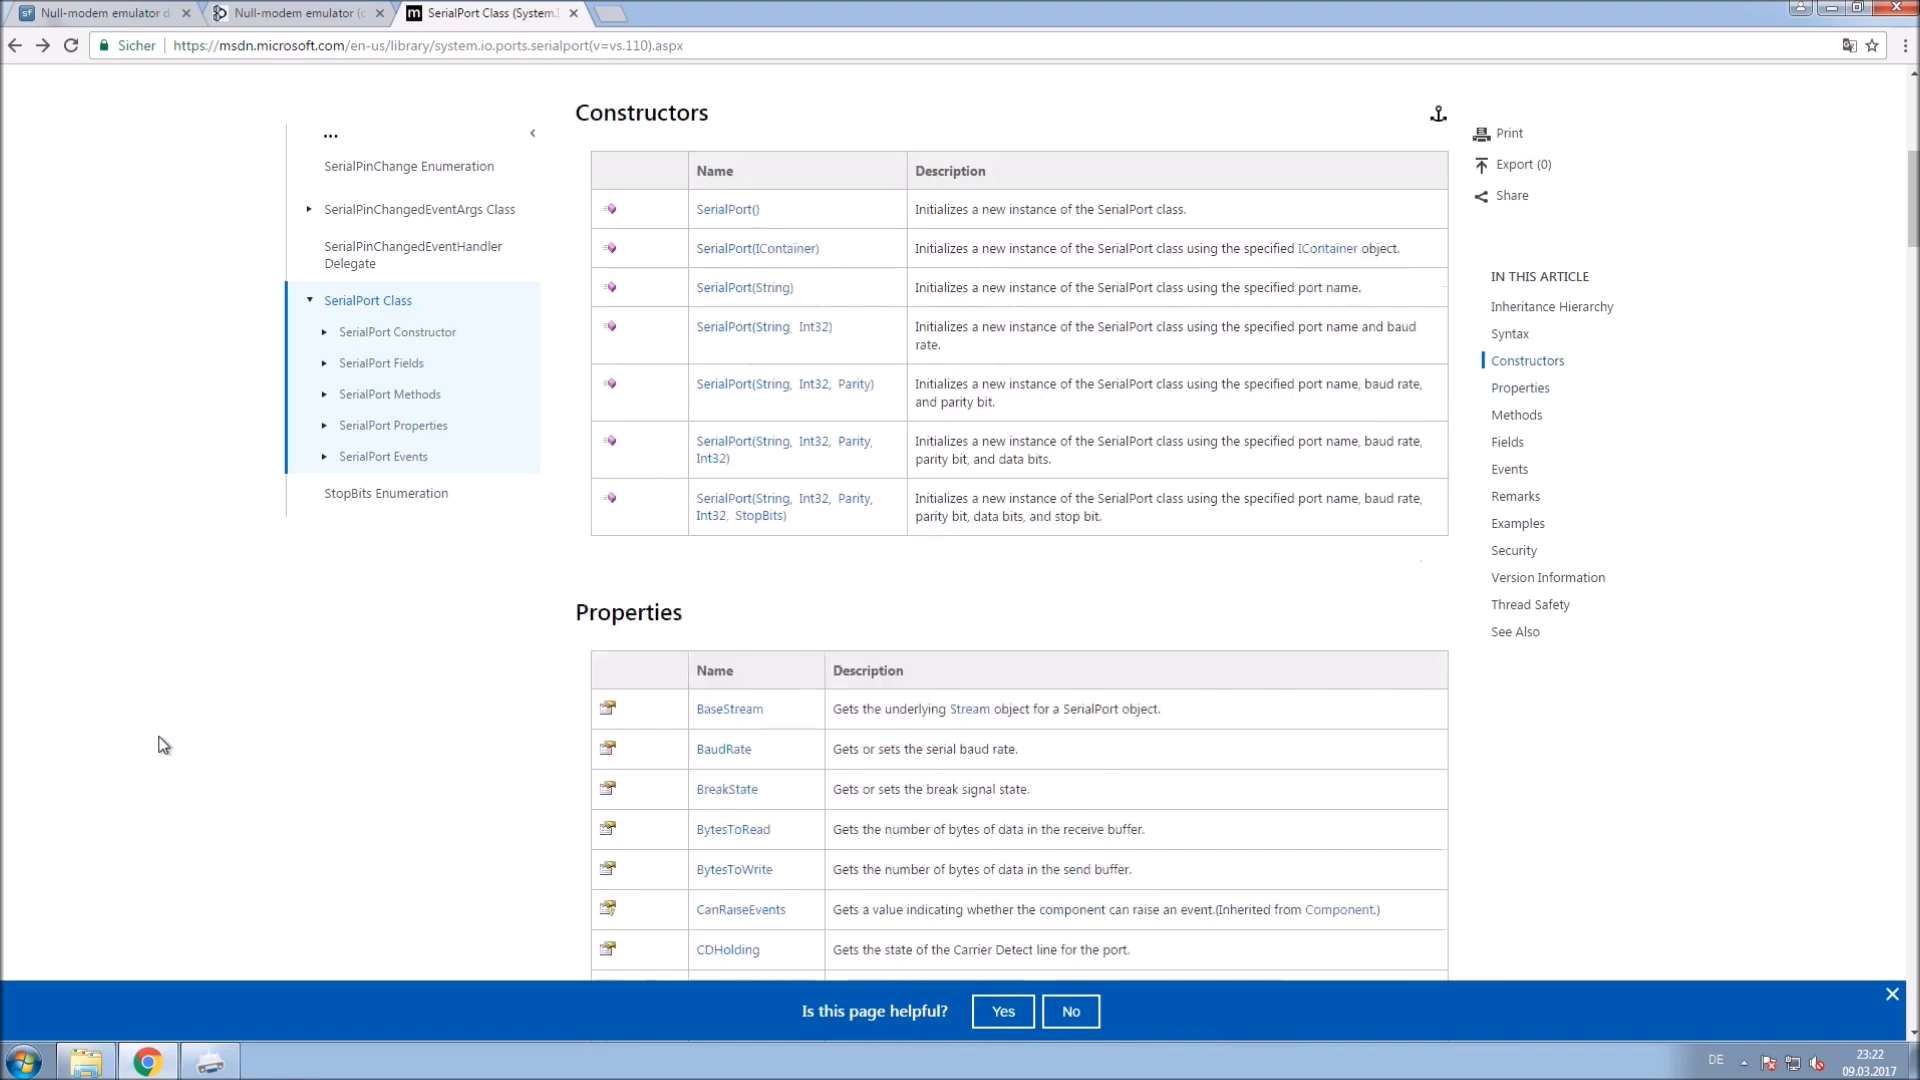 Null-modem emulator d
Null-modem emulator (c
SerialPort Class (System.I
Sicher
https://msdn.microsoft.com/en-us/library/system.io.ports.serialport(v=vs.110).aspx
...
SerialPinChange Enumeration
SerialPinChangedEventArgs Class
SerialPinChangedEventHandler
Delegate
SerialPort Class
SerialPort Constructor
SerialPort Fields
SerialPort Methods
SerialPort Properties
SerialPort Events
StopBits Enumeration
Constructors
Name Description
SerialPort() Initializes a new instance of the SerialPort class.
SerialPort(IContainer) Initializes a new instance of the SerialPort class using the specified IContainer object.
SerialPort(String) Initializes a new instance of the SerialPort class using the specified port name.
SerialPort(String, Int32) Initializes a new instance of the SerialPort class using the specified port name and baud
rate.
SerialPort(String, Int32, Parity) Initializes a new instance of the SerialPort class using the specified port name, baud rate,
and parity bit.
SerialPort(String, Int32, Parity, Initializes a new instance of the SerialPort class using the specified port name, baud rate,
Int32) parity bit, and data bits.
SerialPort(String, Int32, Parity, Initializes a new instance of the SerialPort class using the specified port name, baud rate,
Int32, StopBits) parity bit, data bits, and stop bit.
Properties
Name Description
BaseStream Gets the underlying Stream object for a SerialPort object.
BaudRate Gets or sets the serial baud rate.
BreakState Gets or sets the break signal state.
BytesToRead Gets the number of bytes of data in the receive buffer.
BytesToWrite Gets the number of bytes of data in the send buffer.
CanRaiseEvents Gets a value indicating whether the component can raise an event.(Inherited from Component.)
CDHolding Gets the state of the Carrier Detect line for the port.
Print
Export (0)
Share
IN THIS ARTICLE
Inheritance Hierarchy
Syntax
Constructors
Properties
Methods
Fields
Events
Remarks
Examples
Security
Version Information
Thread Safety
See Also
Is this page helpful? Yes No
DE
23:22
09.03.2017